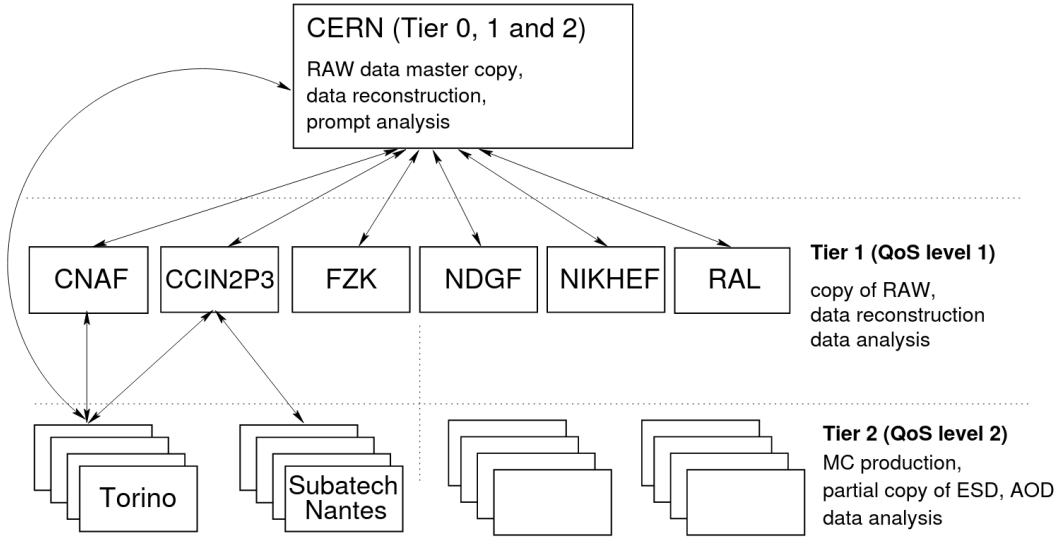 CERN (Tier 0, 1 and 2)
RAW data master copy,
data reconstruction,
prompt analysis
CNAF
CCIN2P3
FZK
NDGF
NIKHEF
RAL
Tier 1 (QoS level 1)
copy of RAW,
data reconstruction
data analysis
Torino
Subatech
Nantes
Tier 2 (QoS level 2)
MC production,
partial copy of ESD, AOD
data analysis